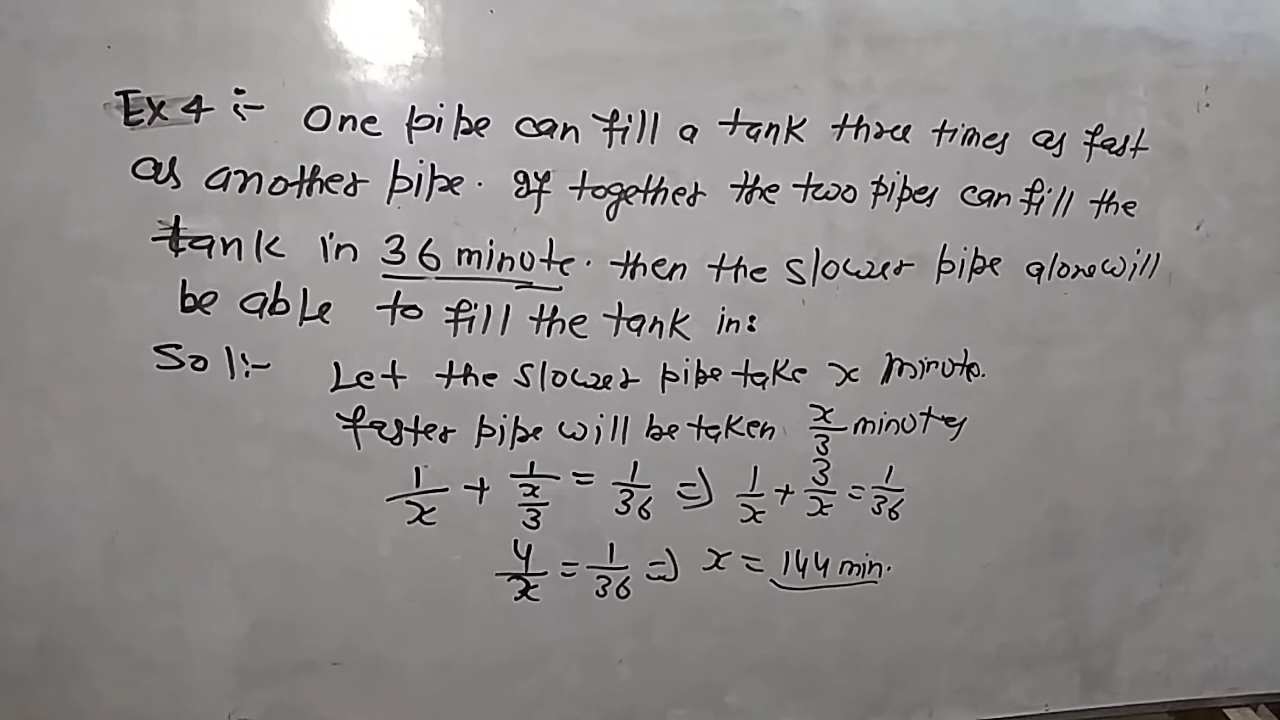 Ex 4 :- One pipe can fill a tank three times as fast
as another pipe. If together the two pipes can fill the
tank in 36 minute. then the slower pipe alone will
be able to fill the tank in:
Sol:- Let the slower pipe take x minute.
faster pipe will be taken x/3 minutes
1/x + 1/(x/3) = 1/36 => 1/x + 3/x = 1/36
4/x = 1/36 => x = 144 min.